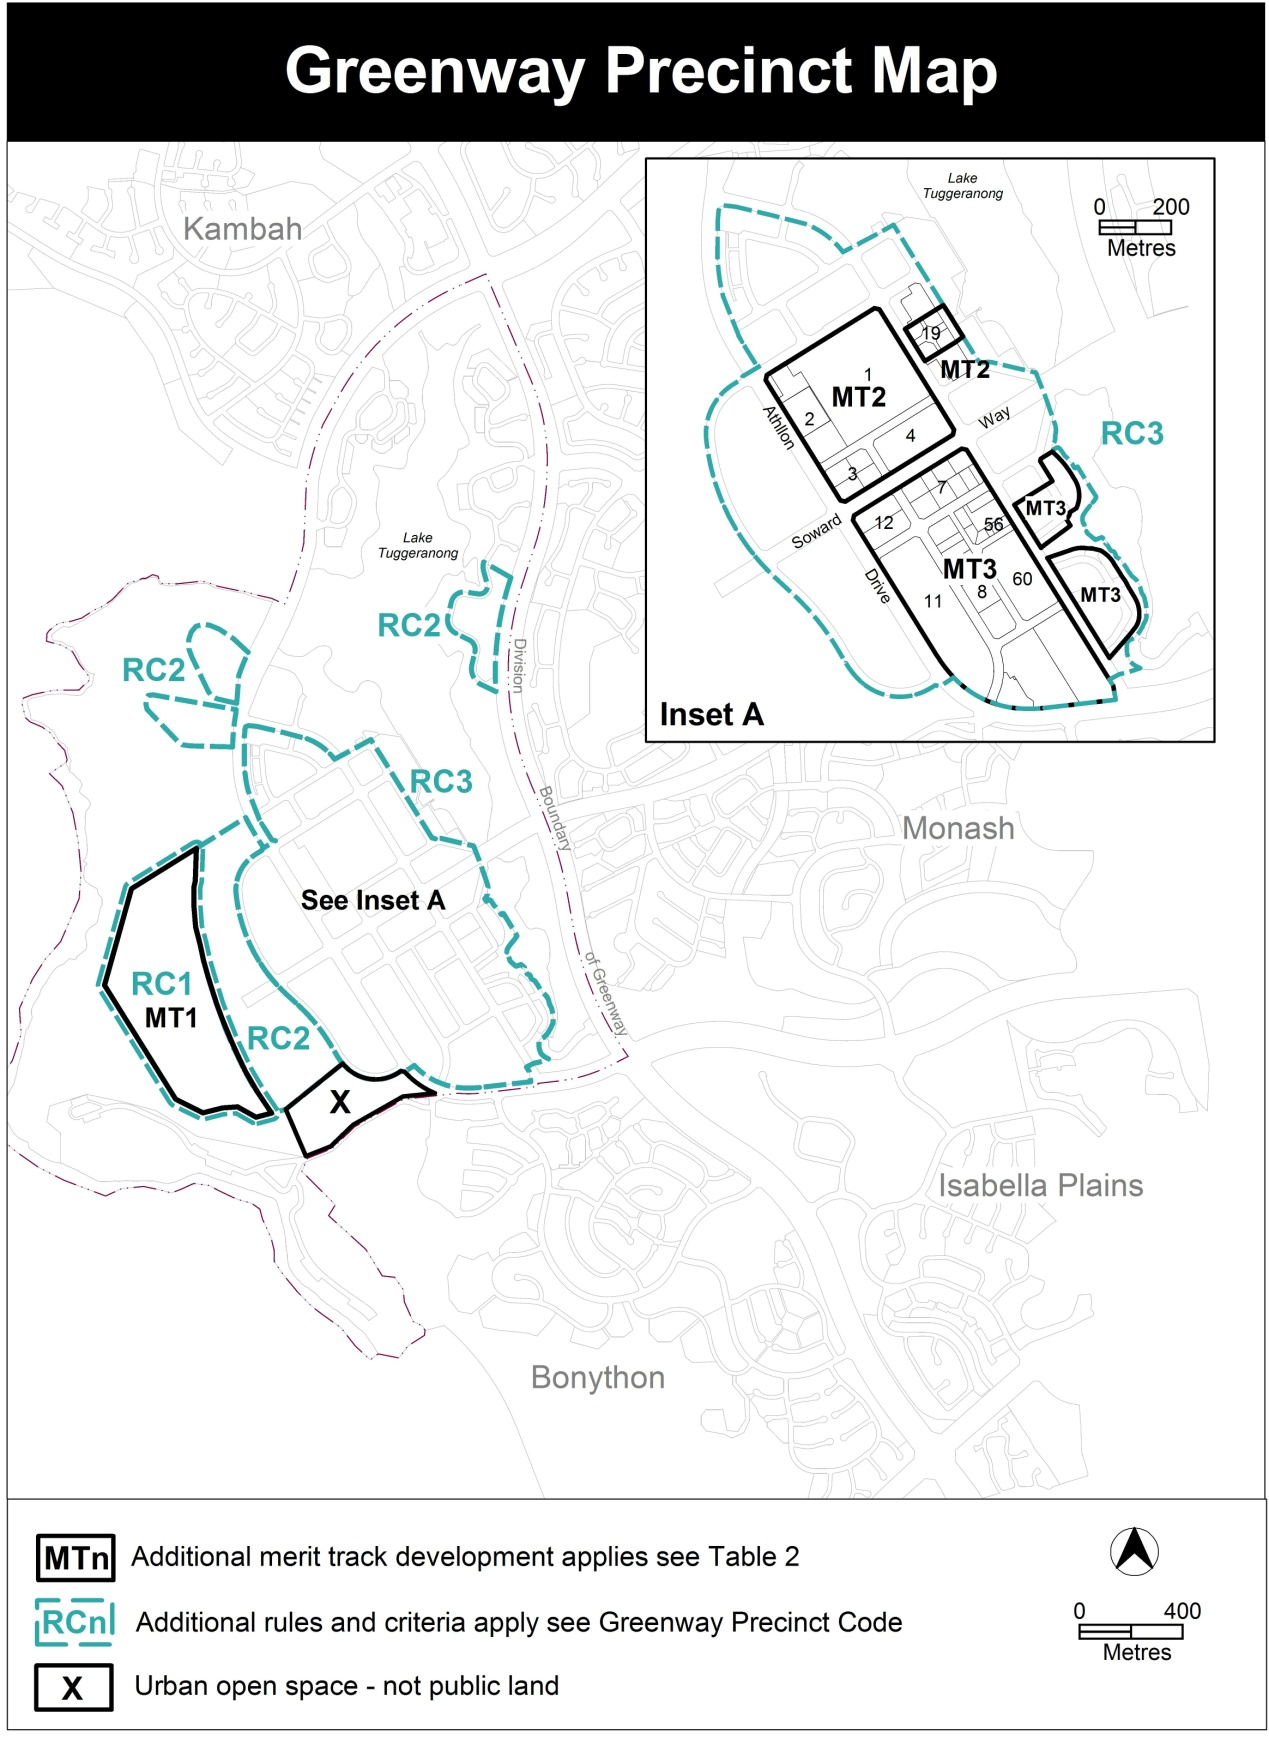 Greenway Precinct Map
Kambah
Lake
Tuggeranong
0 200
Metres
19
MT2
1
MT2
2
Athllon
4
Way
RC3
3
7
MT3
12
56
Soward
MT3
60
Drive
8
11
MT3
Inset A
Lake
Tuggeranong
RC2
RC2
Division
RC3
Boundary
Monash
See Inset A
of Greenway
RC1
MT1
RC2
X
Isabella Plains
Bonython
MTn Additional merit track development applies see Table 2
RCn Additional rules and criteria apply see Greenway Precinct Code
X Urban open space - not public land
0 400
Metres